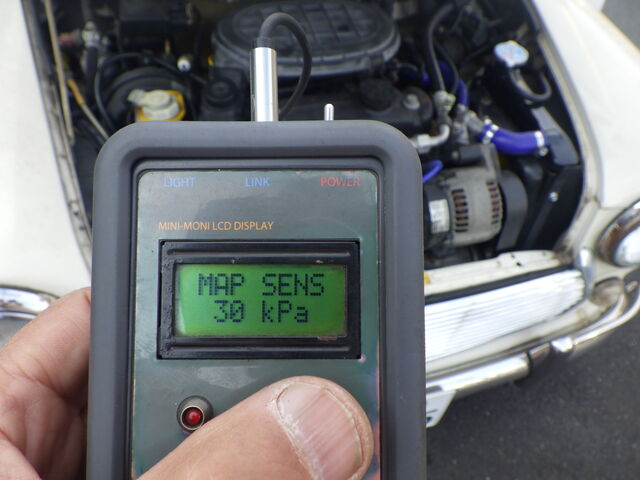 LIGHT LINK POWER
MINI-MONI LCD DISPLAY
MAP SENS
30 kPa